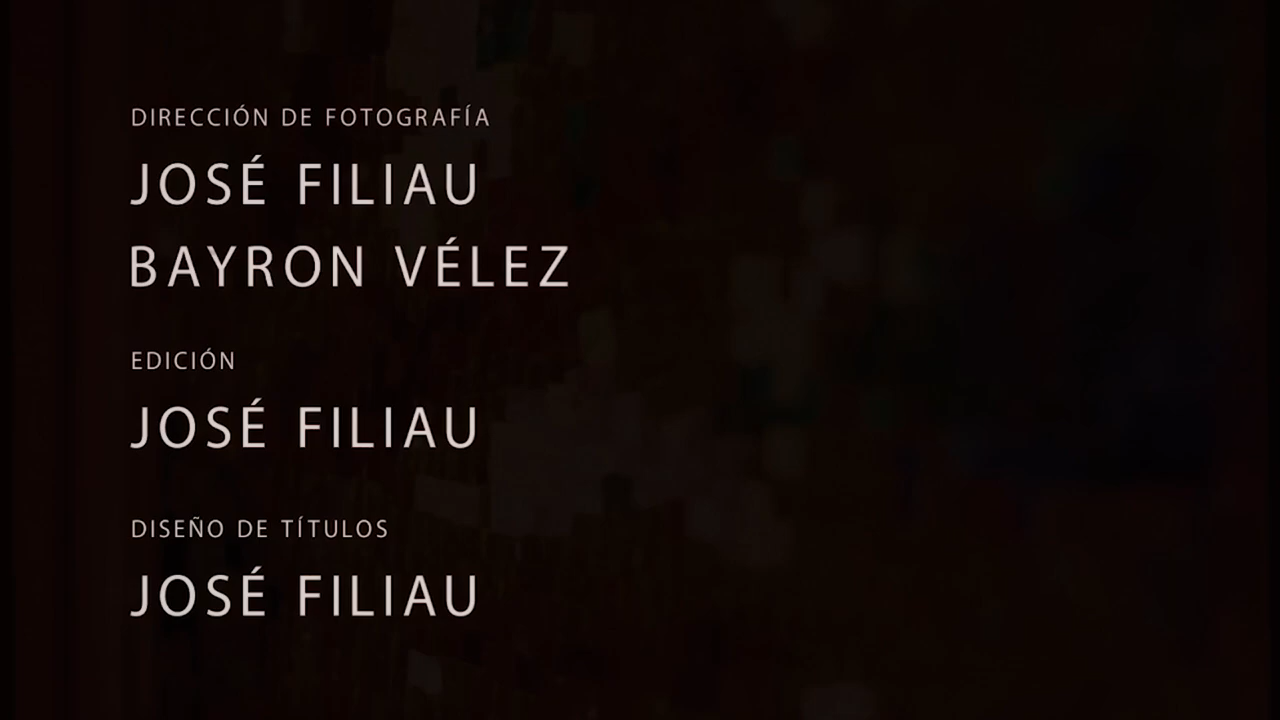 DIRECCIÓN DE FOTOGRAFÍA
JOSÉ FILIAU
BAYRON VÉLEZ
EDICIÓN
JOSÉ FILIAU
DISEÑO DE TÍTULOS
JOSÉ FILIAU